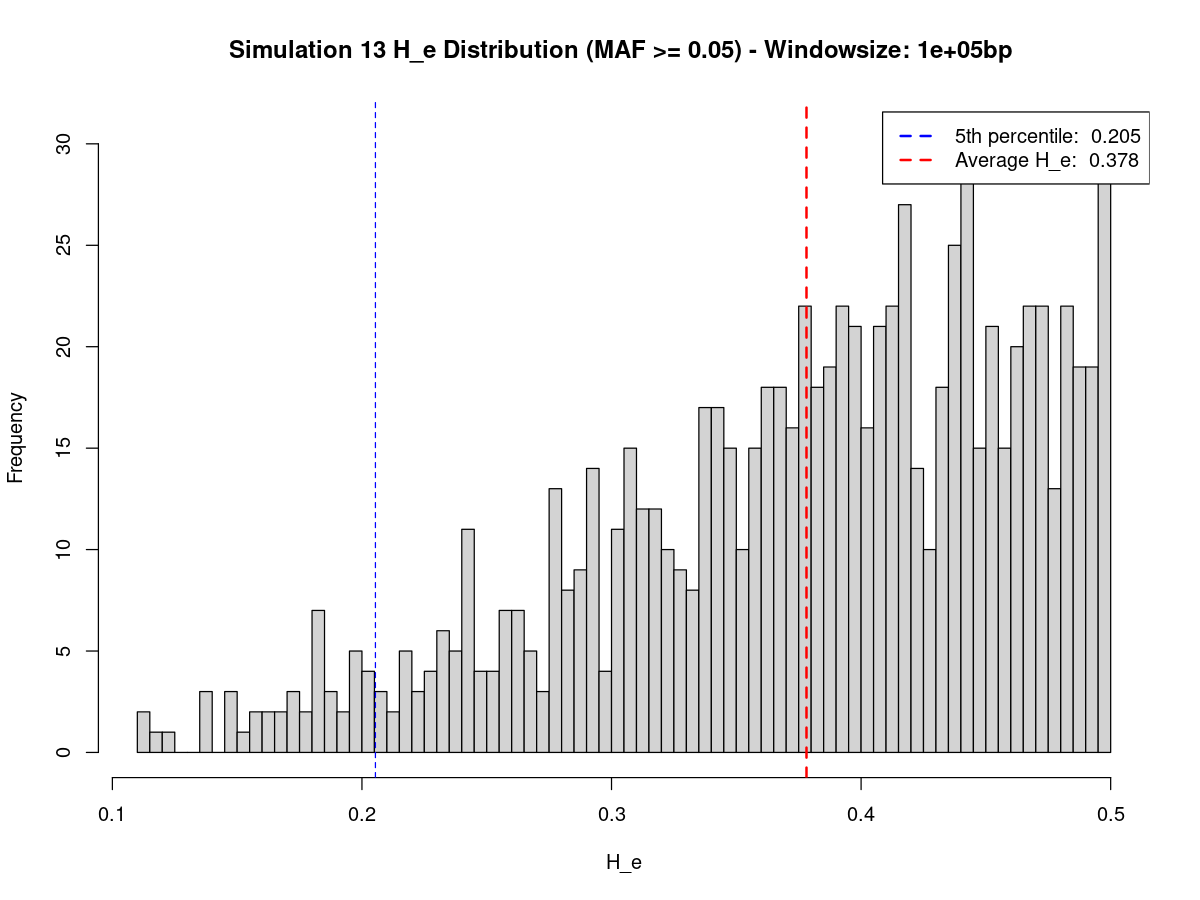 Simulation 13 H_e Distribution (MAF >= 0.05) - Windowsize: 1e+05bp
5th percentile: 0.205
Average H_e: 0.378
Frequency
30
25
20
15
10
5
0
0.1 0.2 0.3 0.4 0.5
H_e